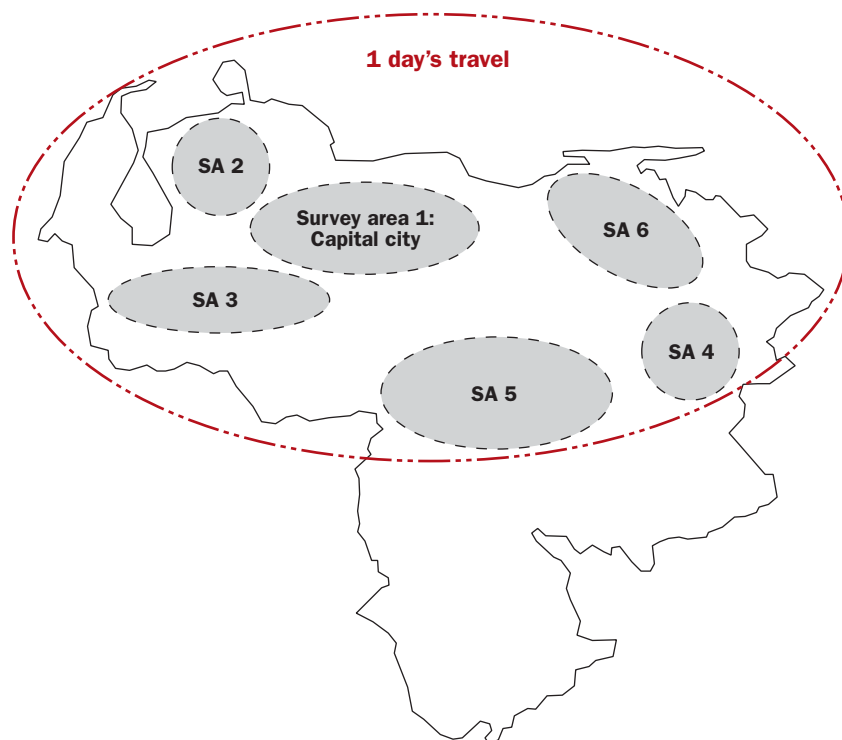 1 day’s travel
SA 2
Survey area 1:
Capital city
SA 6
SA 3
SA 4
SA 5